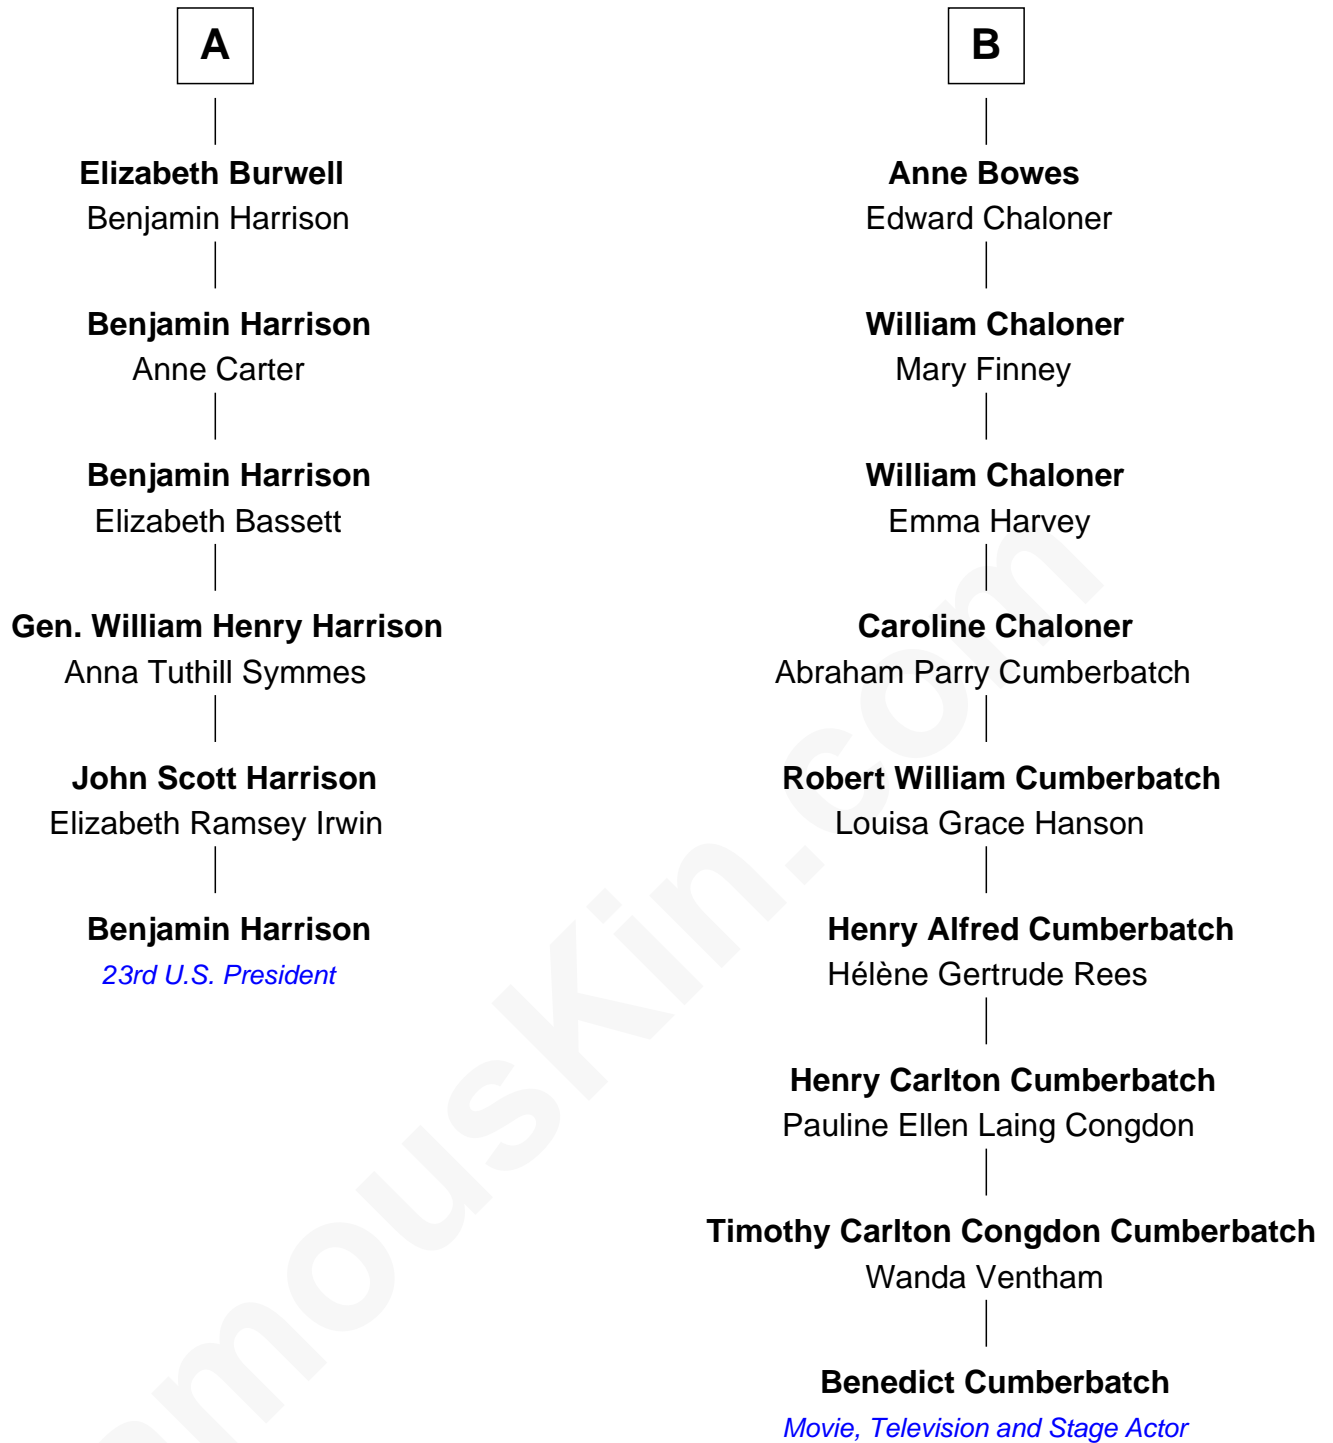 A
Elizabeth Burwell
Benjamin Harrison
Benjamin Harrison
Anne Carter
Benjamin Harrison
Elizabeth Bassett
Gen. William Henry Harrison
Anna Tuthill Symmes
John Scott Harrison
Elizabeth Ramsey Irwin
Benjamin Harrison
23rd U.S. President
B
Anne Bowes
Edward Chaloner
William Chaloner
Mary Finney
William Chaloner
Emma Harvey
Caroline Chaloner
Abraham Parry Cumberbatch
Robert William Cumberbatch
Louisa Grace Hanson
Henry Alfred Cumberbatch
Hélène Gertrude Rees
Henry Carlton Cumberbatch
Pauline Ellen Laing Congdon
Timothy Carlton Congdon Cumberbatch
Wanda Ventham
Benedict Cumberbatch
Movie, Television and Stage Actor
amouskin.com